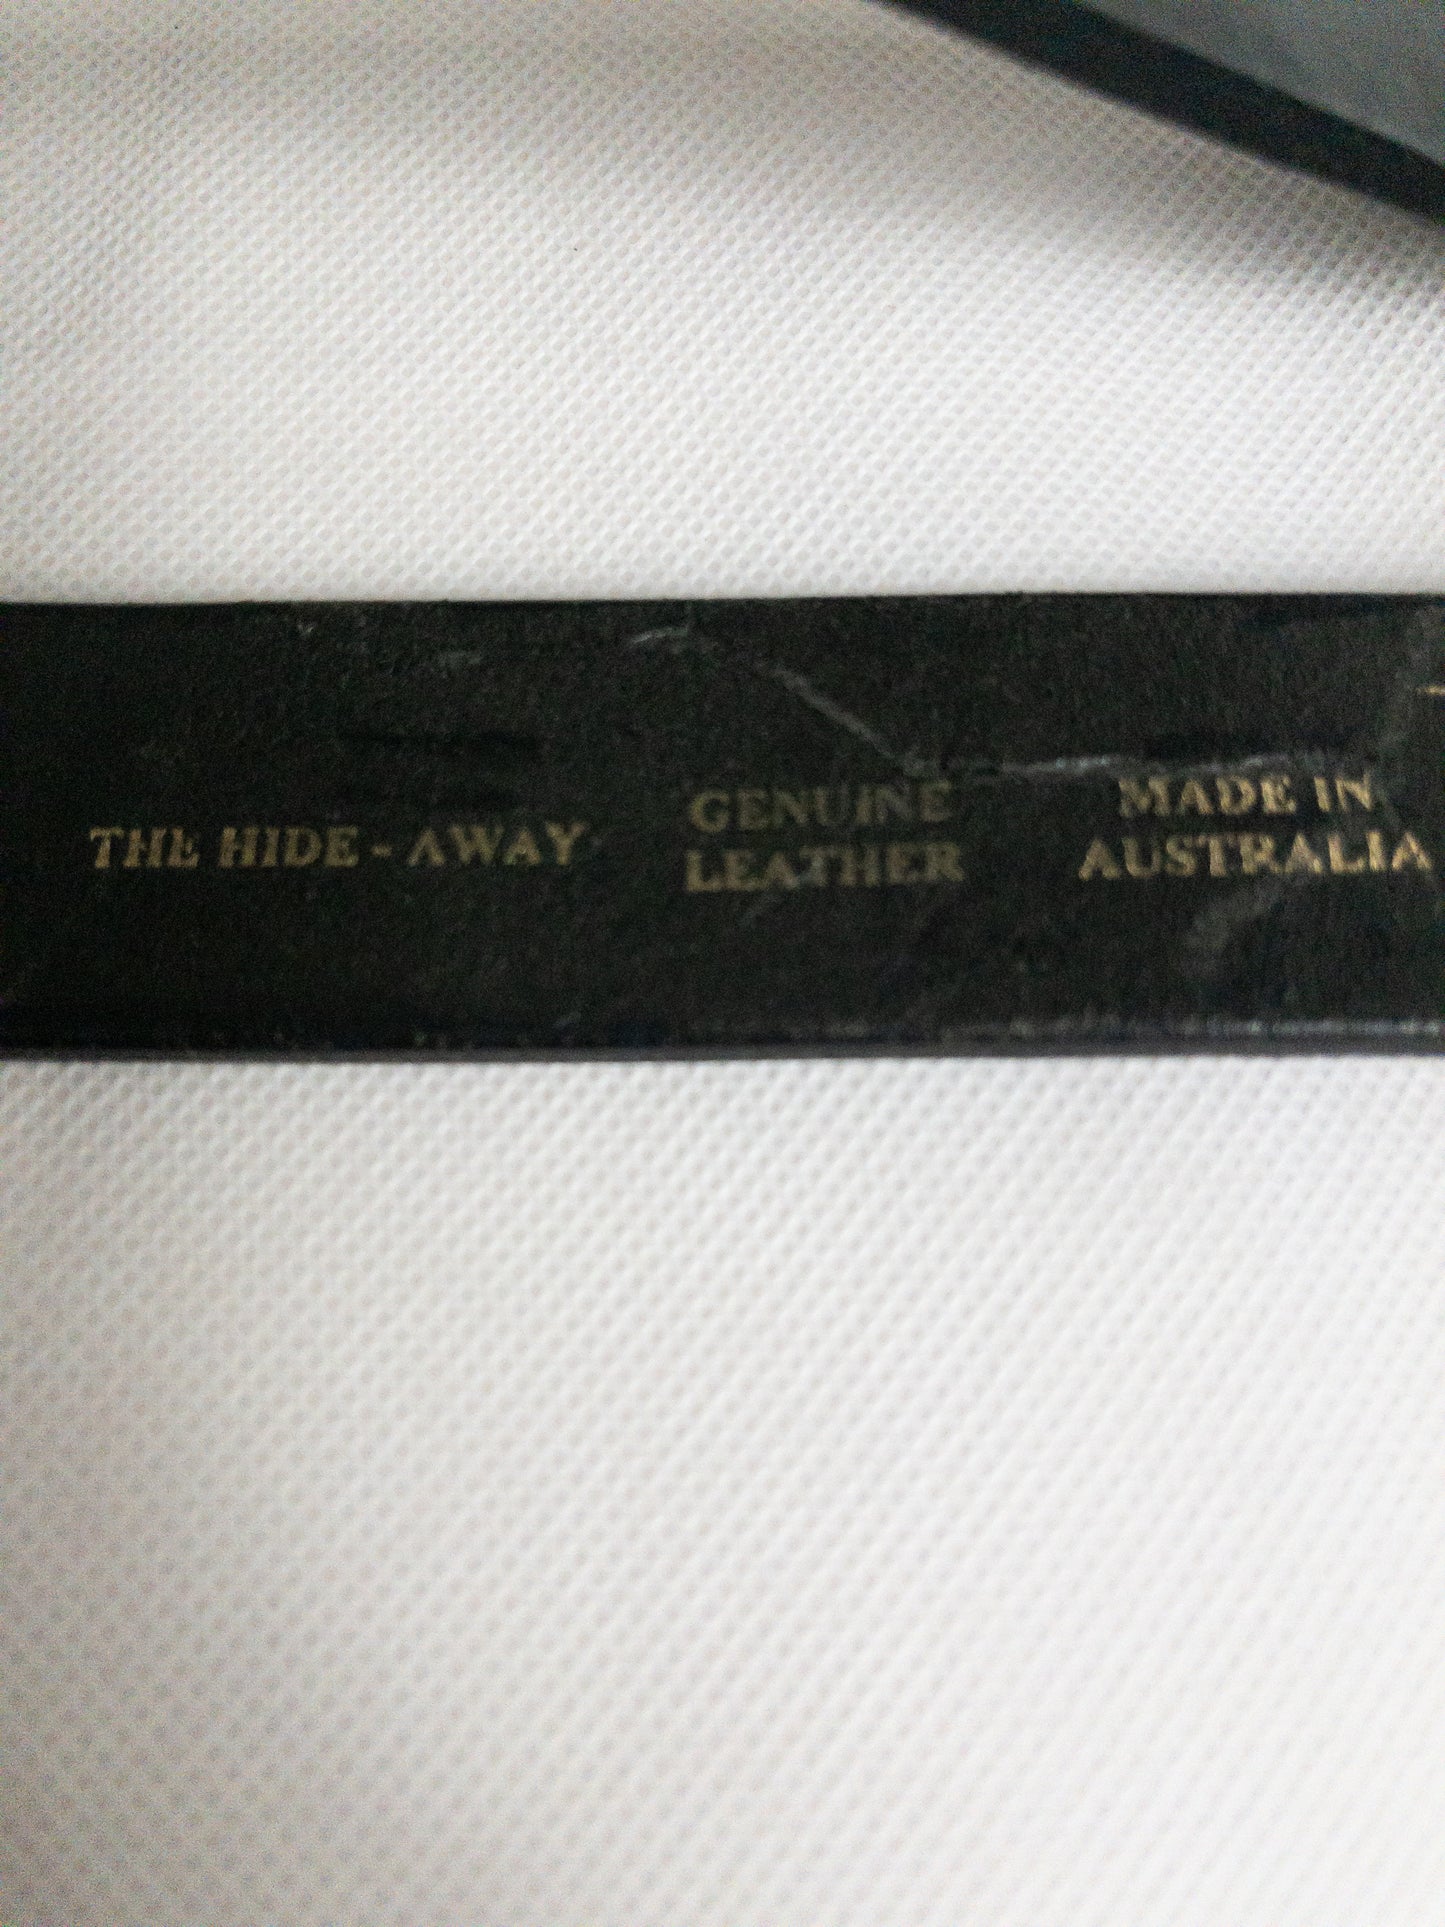 THE HIDE - AWAY
GENUINE
LEATHER
MADE IN
AUSTRALIA